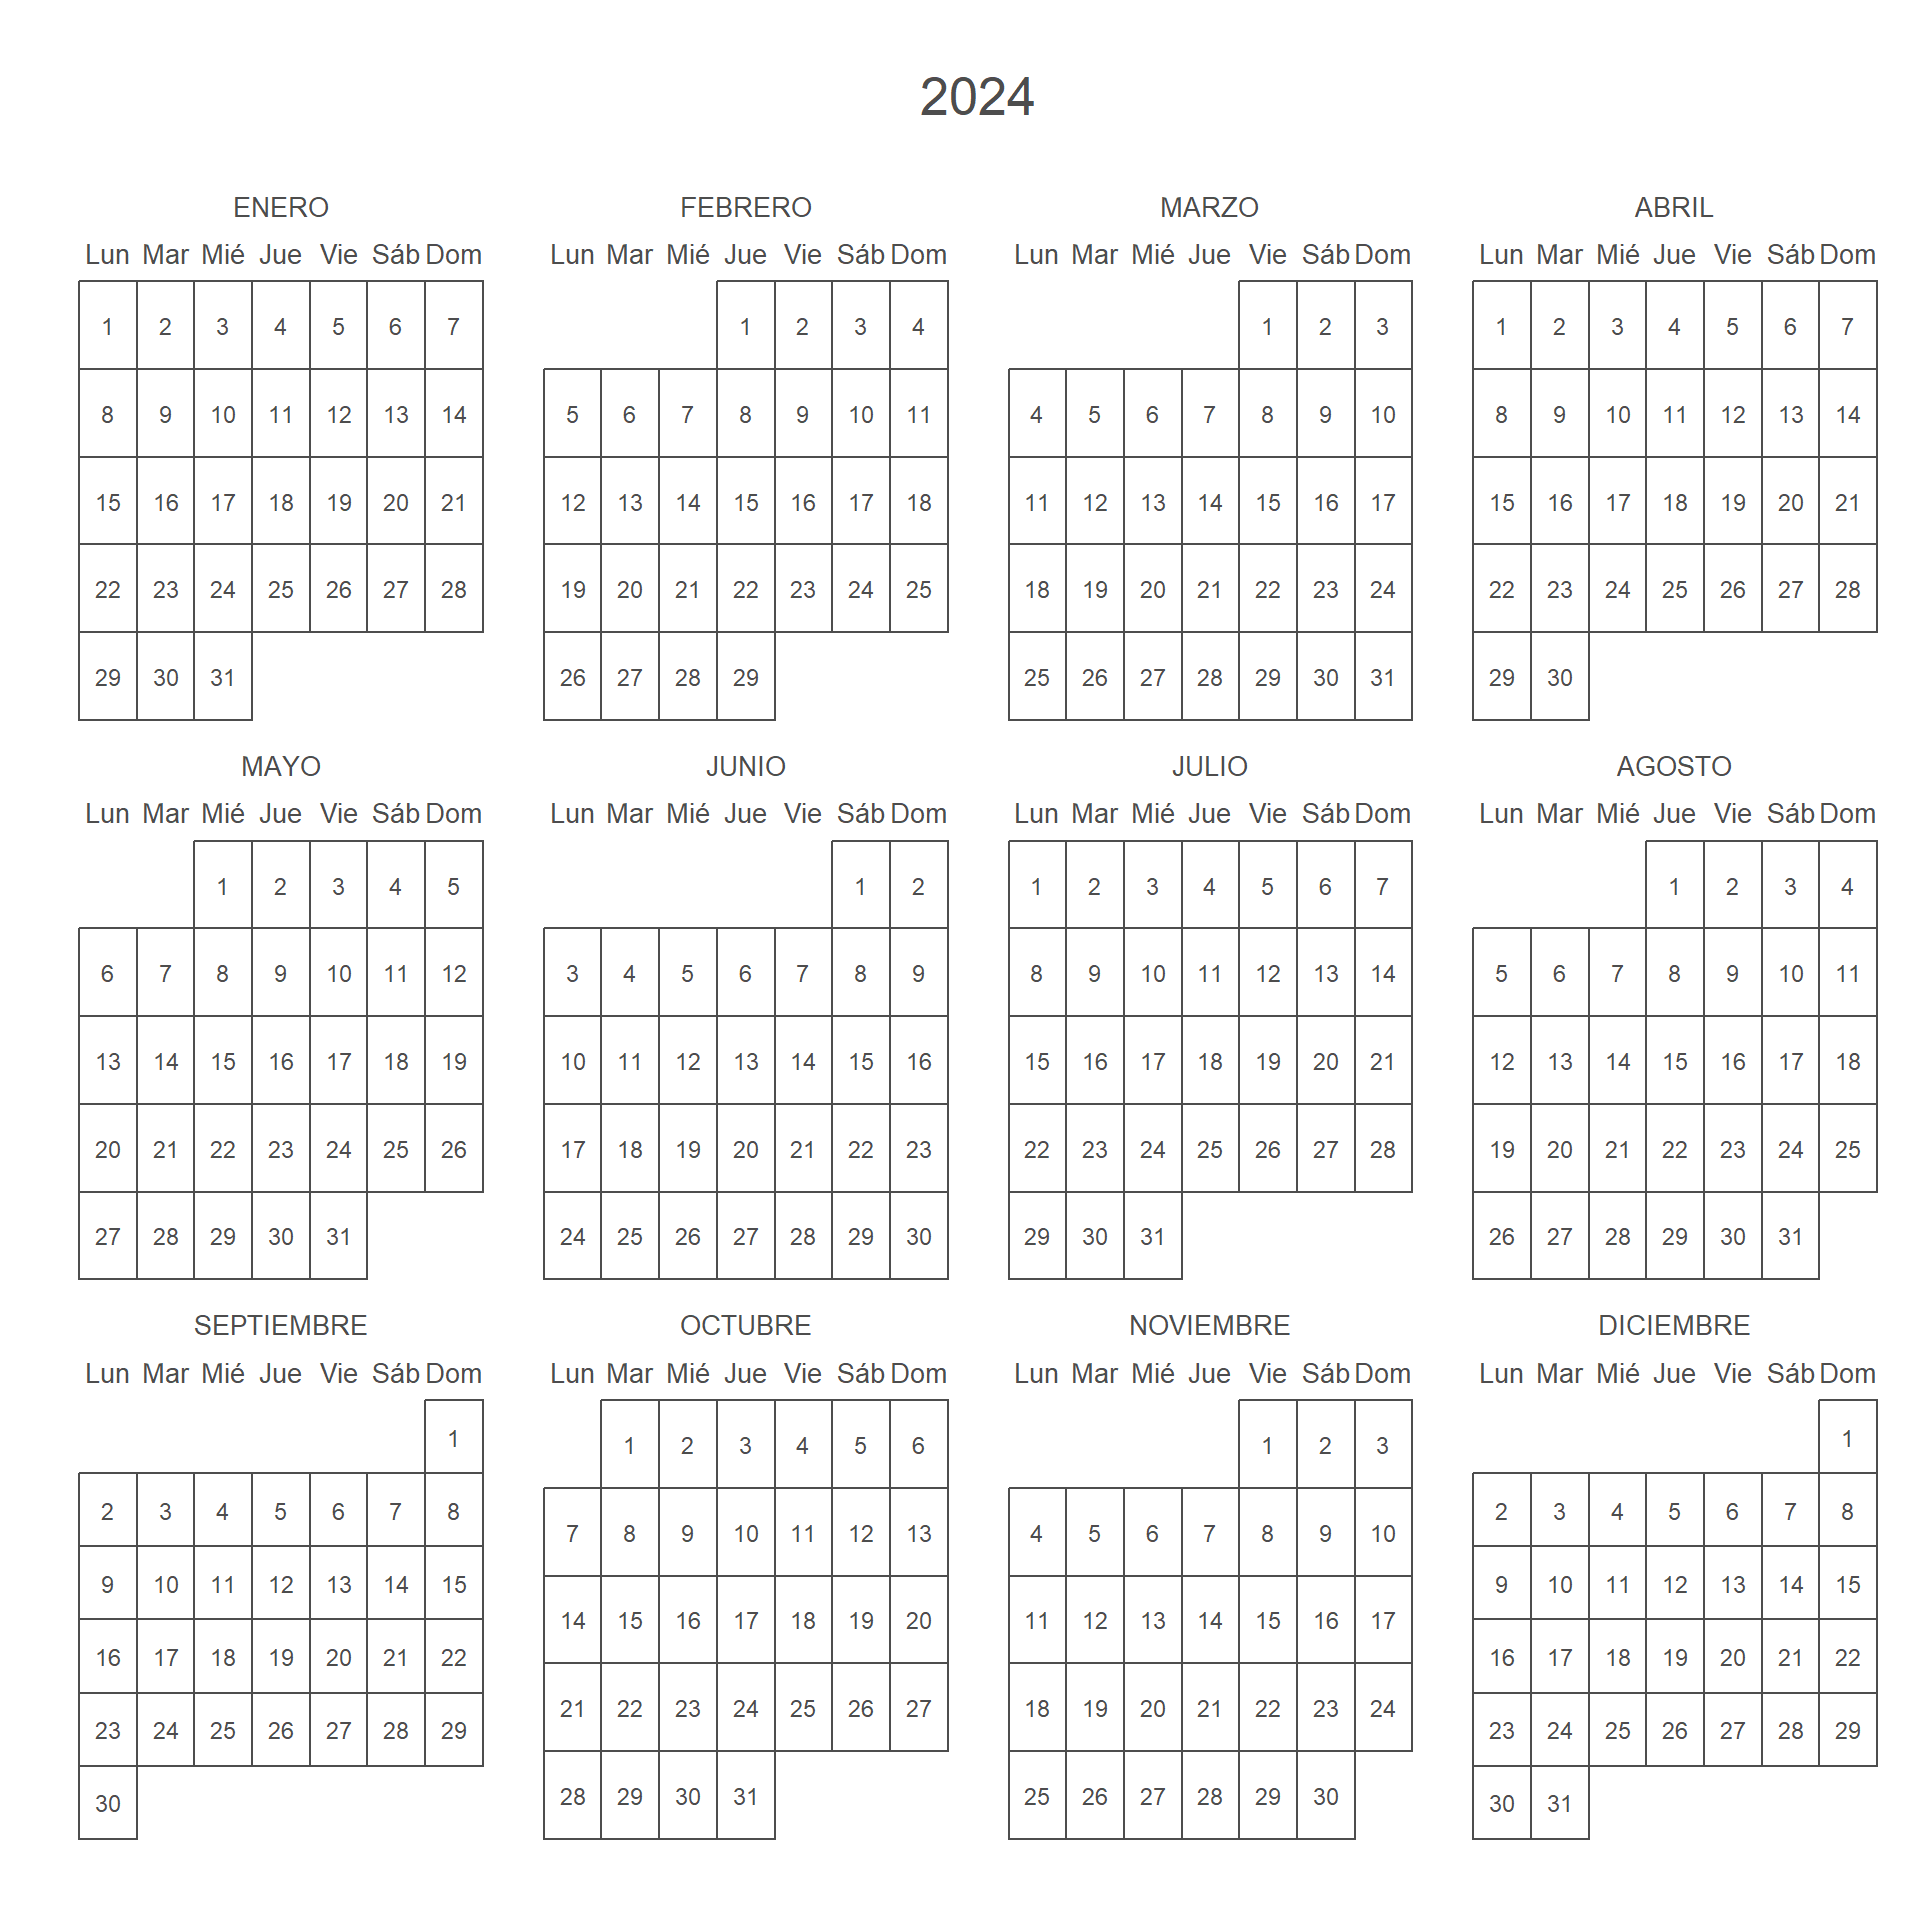 2024
ENERO
Lun Mar Mié Jue Vie Sáb Dom
1 2 3 4 5 6 7
8 9 10 11 12 13 14
15 16 17 18 19 20 21
22 23 24 25 26 27 28
29 30 31
FEBRERO
Lun Mar Mié Jue Vie Sáb Dom
1 2 3 4
5 6 7 8 9 10 11
12 13 14 15 16 17 18
19 20 21 22 23 24 25
26 27 28 29
MARZO
Lun Mar Mié Jue Vie Sáb Dom
1 2 3
4 5 6 7 8 9 10
11 12 13 14 15 16 17
18 19 20 21 22 23 24
25 26 27 28 29 30 31
ABRIL
Lun Mar Mié Jue Vie Sáb Dom
1 2 3 4 5 6 7
8 9 10 11 12 13 14
15 16 17 18 19 20 21
22 23 24 25 26 27 28
29 30
MAYO
Lun Mar Mié Jue Vie Sáb Dom
1 2 3 4 5
6 7 8 9 10 11 12
13 14 15 16 17 18 19
20 21 22 23 24 25 26
27 28 29 30 31
JUNIO
Lun Mar Mié Jue Vie Sáb Dom
1 2
3 4 5 6 7 8 9
10 11 12 13 14 15 16
17 18 19 20 21 22 23
24 25 26 27 28 29 30
JULIO
Lun Mar Mié Jue Vie Sáb Dom
1 2 3 4 5 6 7
8 9 10 11 12 13 14
15 16 17 18 19 20 21
22 23 24 25 26 27 28
29 30 31
AGOSTO
Lun Mar Mié Jue Vie Sáb Dom
1 2 3 4
5 6 7 8 9 10 11
12 13 14 15 16 17 18
19 20 21 22 23 24 25
26 27 28 29 30 31
SEPTIEMBRE
Lun Mar Mié Jue Vie Sáb Dom
1
2 3 4 5 6 7 8
9 10 11 12 13 14 15
16 17 18 19 20 21 22
23 24 25 26 27 28 29
30
OCTUBRE
Lun Mar Mié Jue Vie Sáb Dom
1 2 3 4 5 6
7 8 9 10 11 12 13
14 15 16 17 18 19 20
21 22 23 24 25 26 27
28 29 30 31
NOVIEMBRE
Lun Mar Mié Jue Vie Sáb Dom
1 2 3
4 5 6 7 8 9 10
11 12 13 14 15 16 17
18 19 20 21 22 23 24
25 26 27 28 29 30
DICIEMBRE
Lun Mar Mié Jue Vie Sáb Dom
1
2 3 4 5 6 7 8
9 10 11 12 13 14 15
16 17 18 19 20 21 22
23 24 25 26 27 28 29
30 31